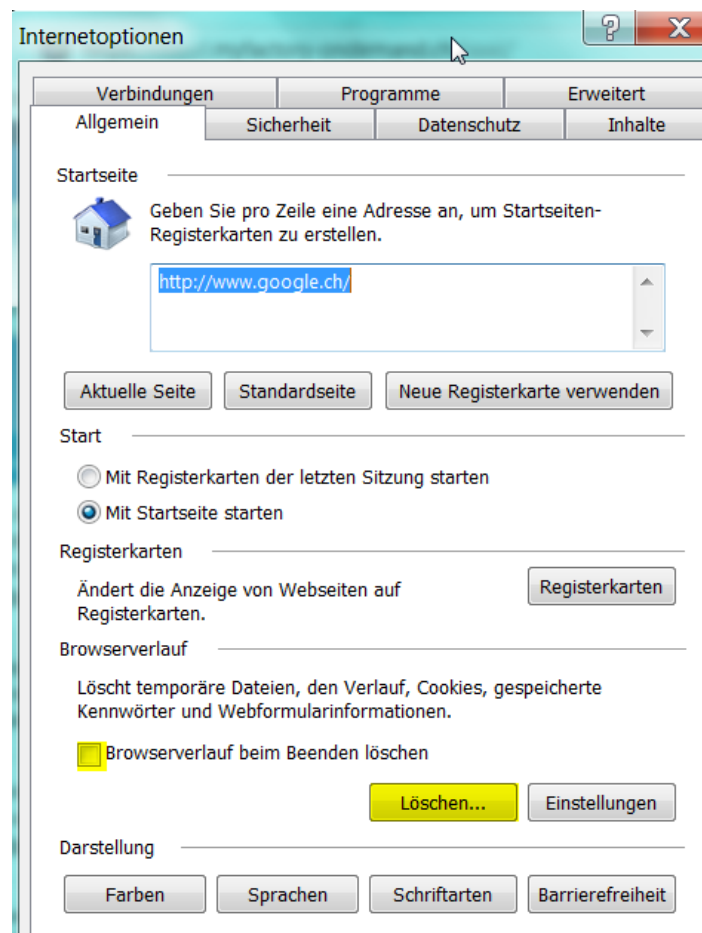 Internetoptionen
Verbindungen Programme Erweitert
Allgemein Sicherheit Datenschutz Inhalte
Startseite
Geben Sie pro Zeile eine Adresse an, um Startseiten-
Registerkarten zu erstellen.
http://www.google.ch/
Aktuelle Seite Standardseite Neue Registerkarte verwenden
Start
Mit Registerkarten der letzten Sitzung starten
Mit Startseite starten
Registerkarten
Ändert die Anzeige von Webseiten auf Registerkarten
Registerkarten.
Browserverlauf
Löscht temporäre Dateien, den Verlauf, Cookies, gespeicherte
Kennwörter und Webformularinformationen.
Browserverlauf beim Beenden löschen
Löschen... Einstellungen
Darstellung
Farben Sprachen Schriftarten Barrierefreiheit